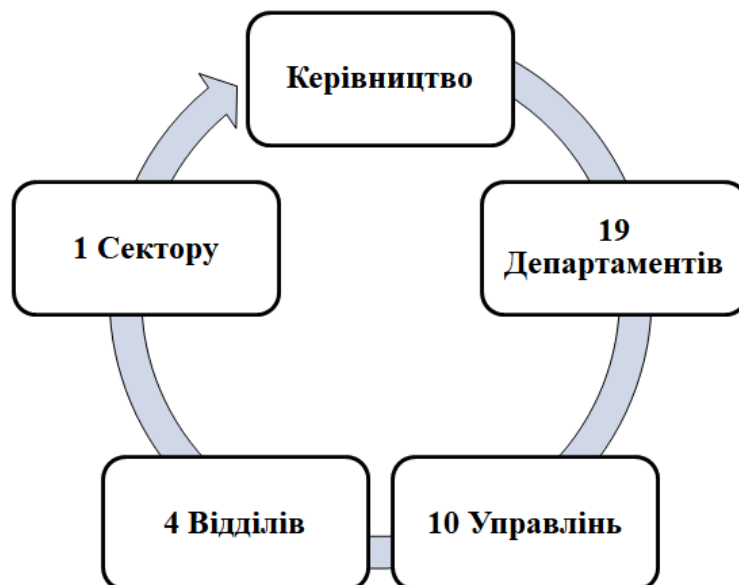 Керівництво
19
Департаментів
10 Управлінь
4 Відділів
1 Сектору